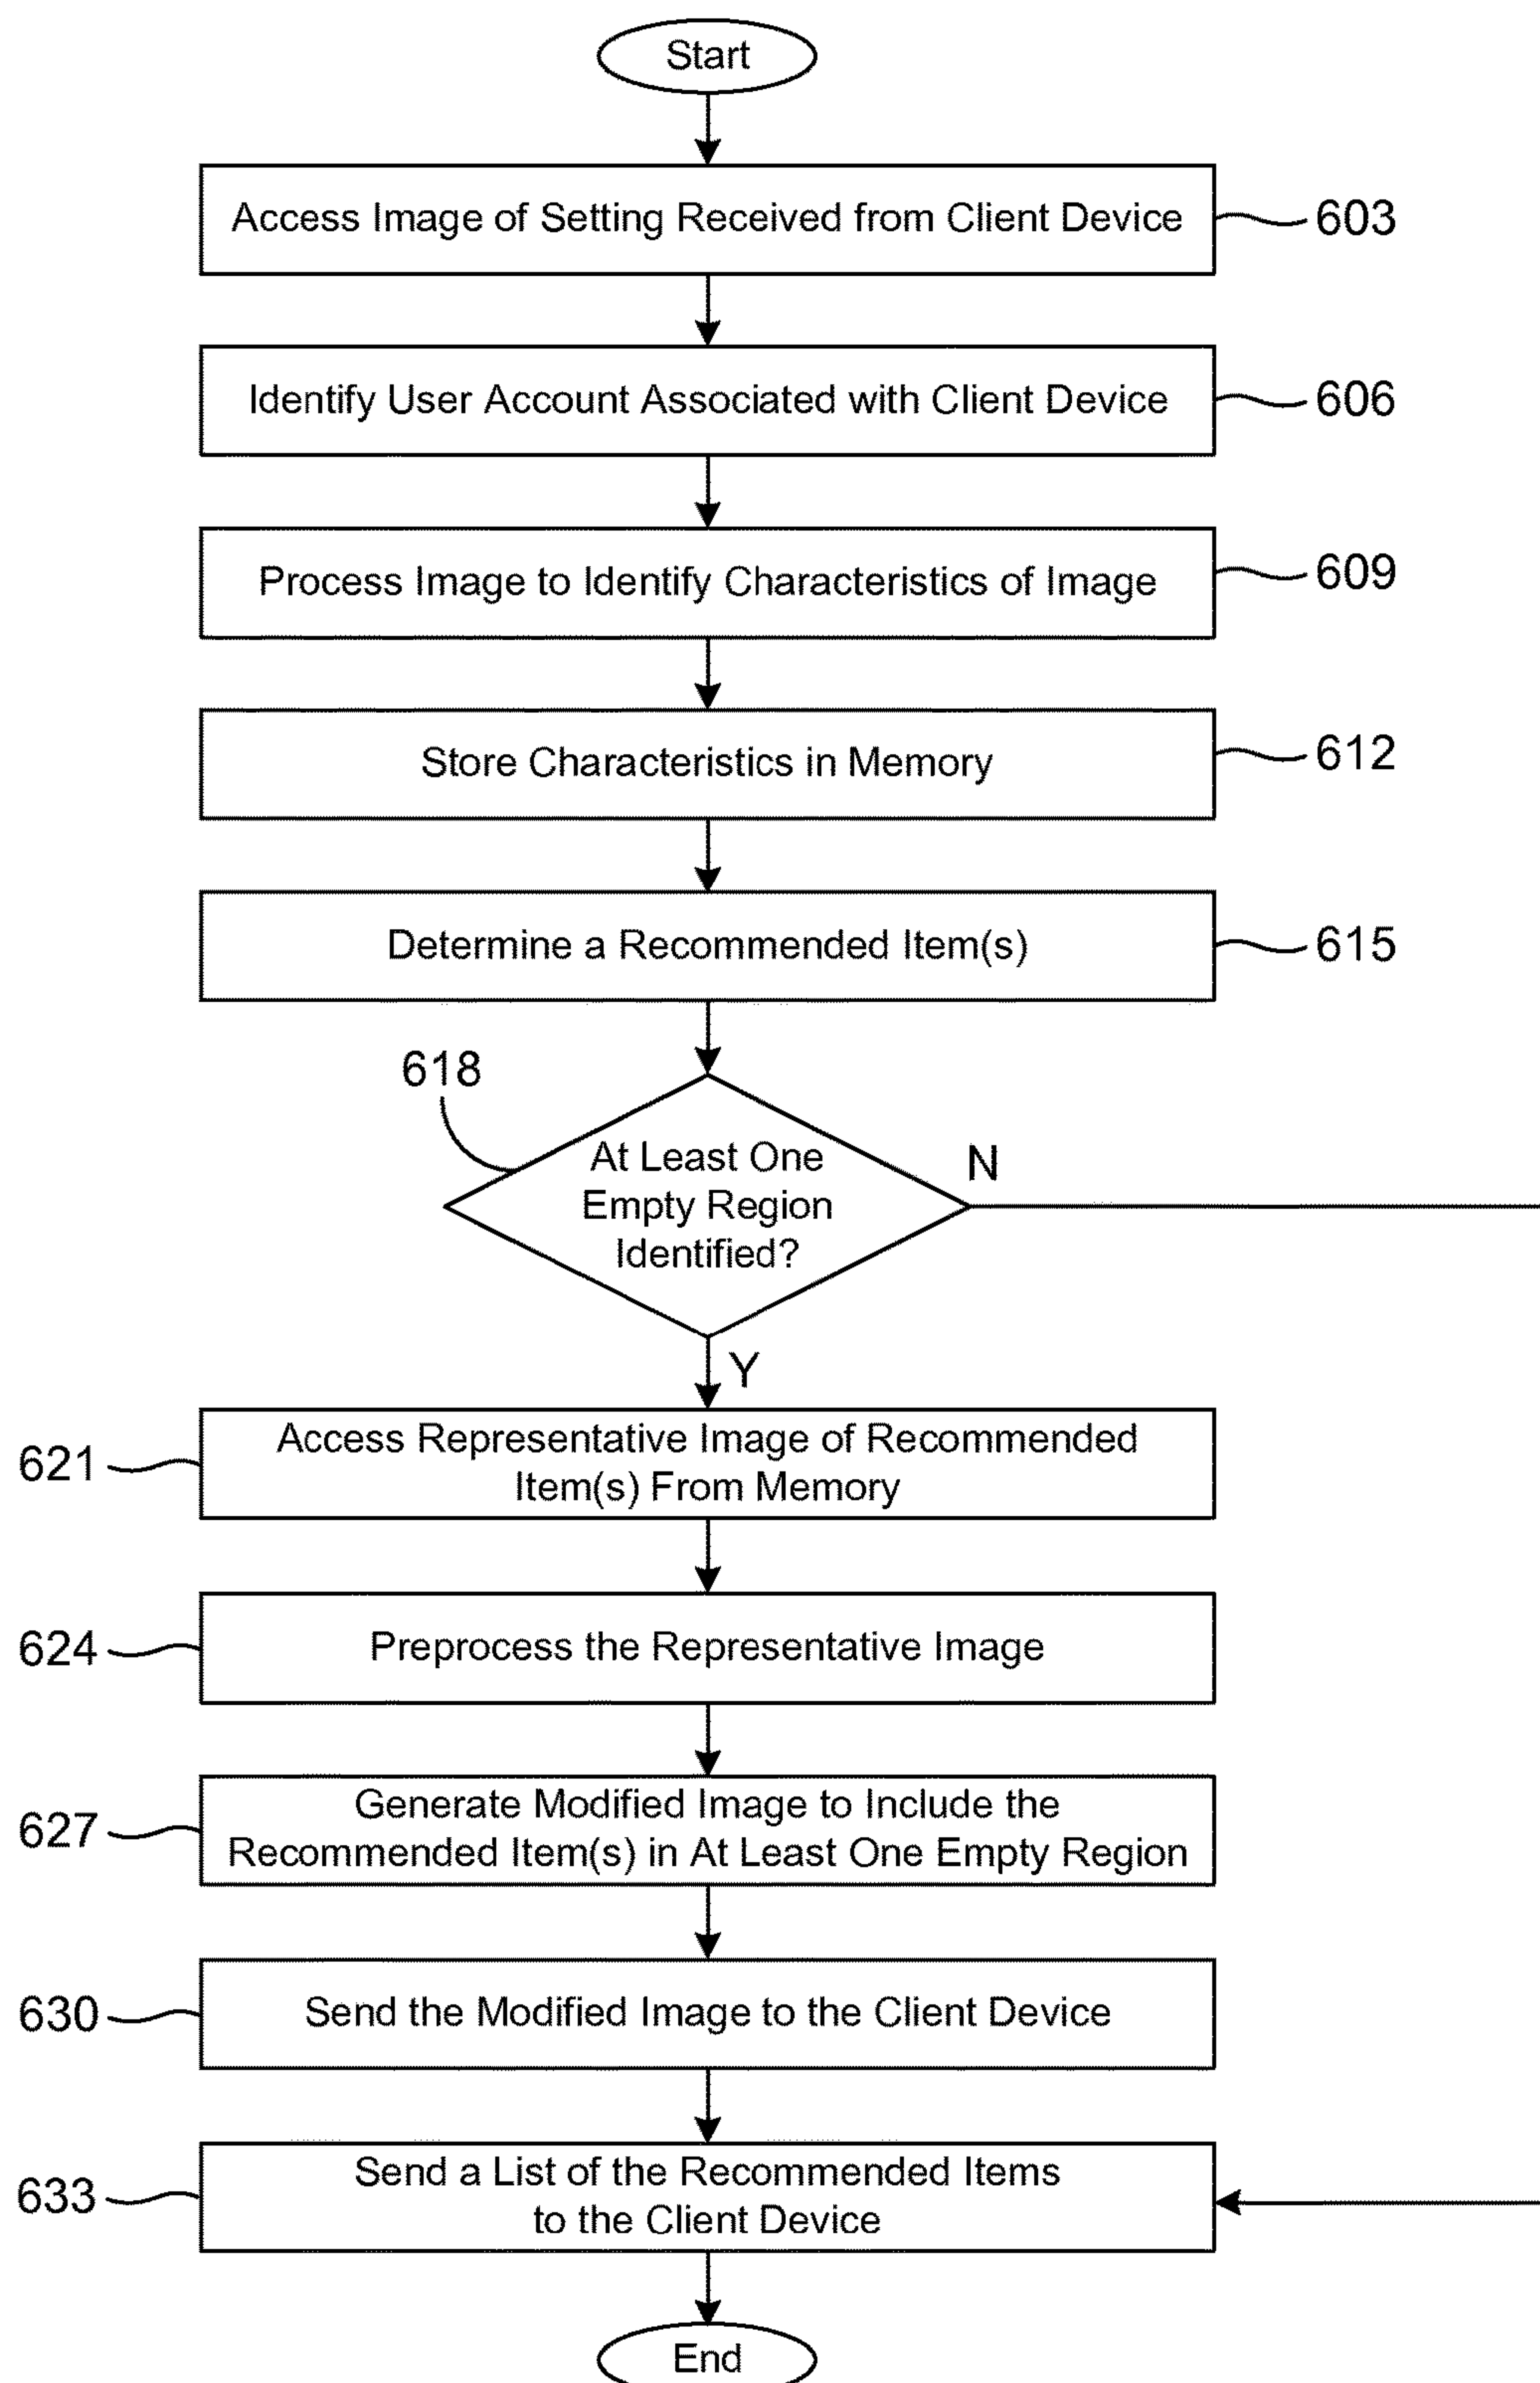 Start
Access Image of Setting Received from Client Device
603
Identify User Account Associated with Client Device
606
Process Image to Identify Characteristics of Image
609
Store Characteristics in Memory
612
Determine a Recommended Item(s)
615
618
At Least One
Empty Region
Identified?
N
Y
621
Access Representative Image of Recommended
Item(s) From Memory
624
Preprocess the Representative Image
627
Generate Modified Image to Include the
Recommended Item(s) in At Least One Empty Region
630
Send the Modified Image to the Client Device
633
Send a List of the Recommended Items
to the Client Device
End